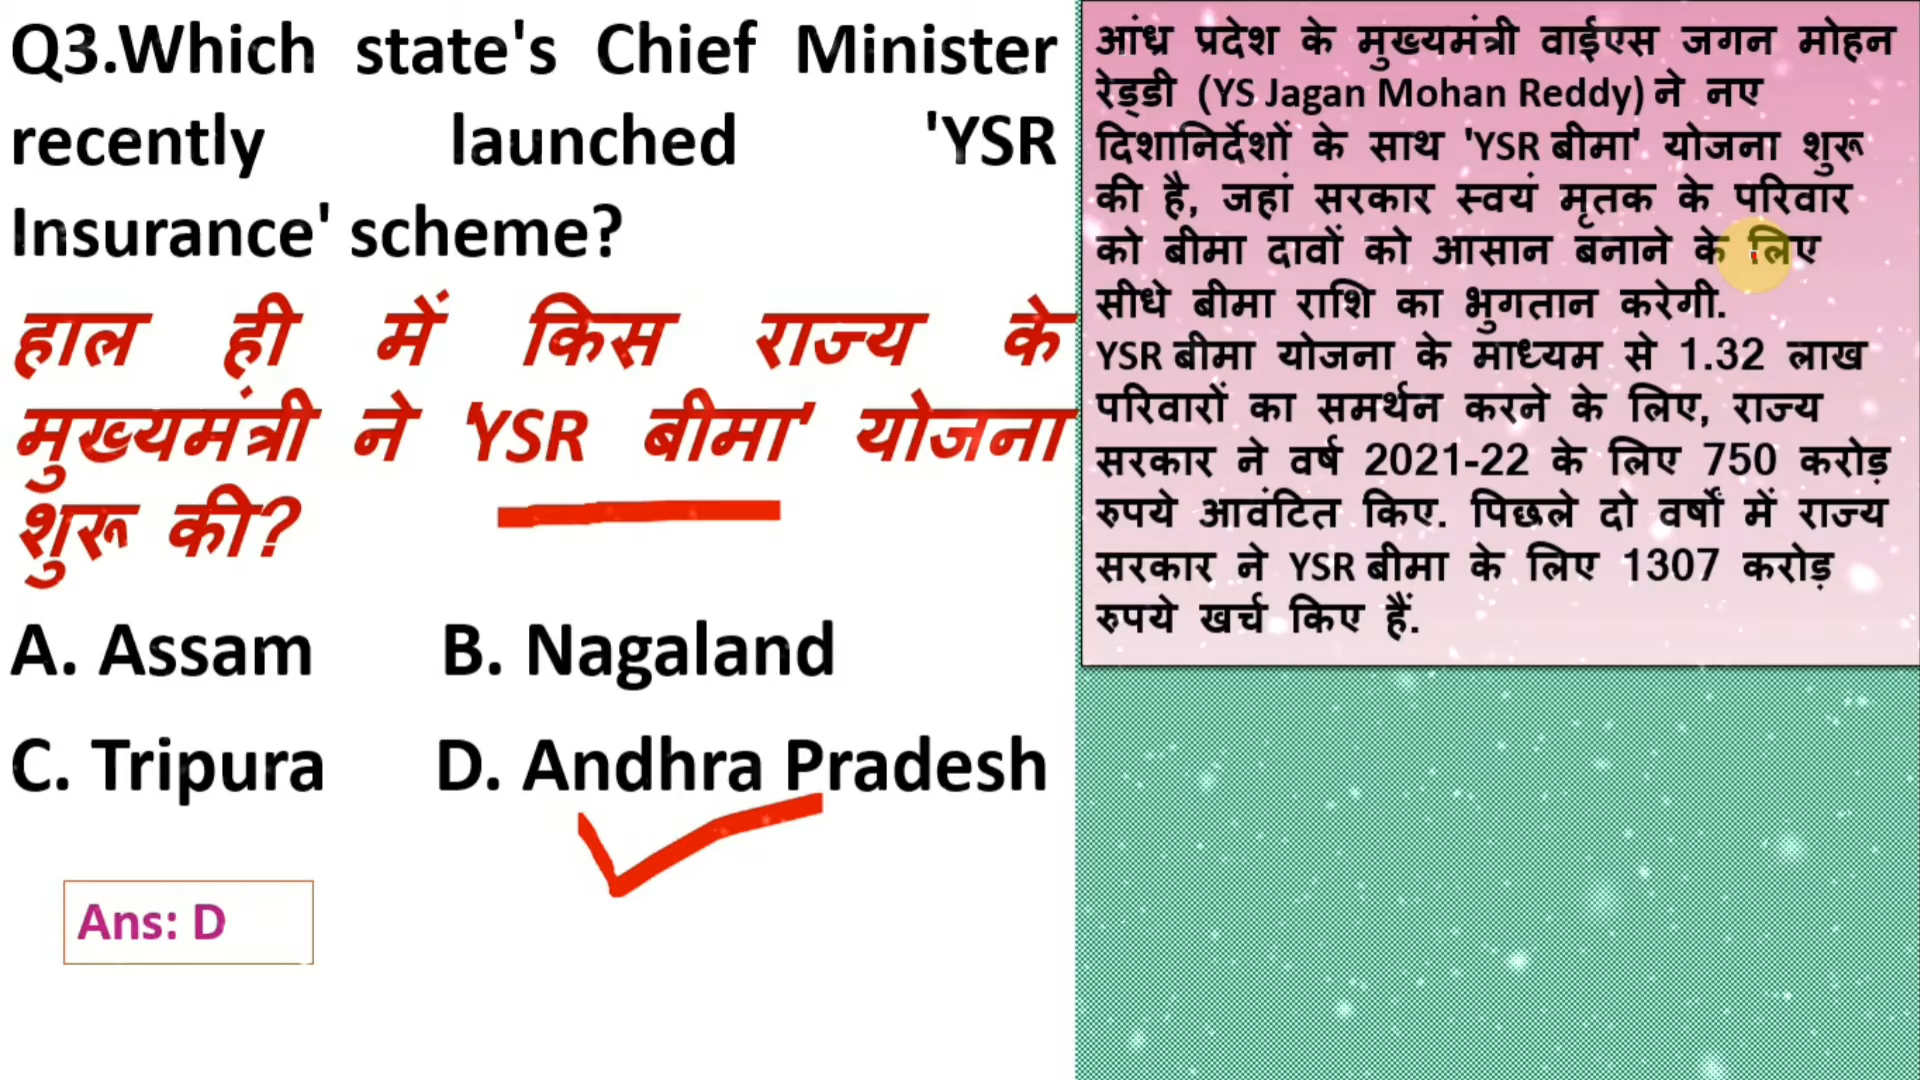 Q3.Which state's Chief Minister
recently launched 'YSR
Insurance' scheme?
हाल ही में किस राज्य के
मुख्यमंत्री ने 'YSR बीमा' योजना
शुरू की?
A. Assam B. Nagaland
C. Tripura D. Andhra Pradesh
Ans: D
आंध्र प्रदेश के मुख्यमंत्री वाईएस जगन मोहन
रेड्डी (YS Jagan Mohan Reddy) ने नए
दिशानिर्देशों के साथ 'YSR बीमा' योजना शुरू
की है, जहां सरकार स्वयं मृतक के परिवार
को बीमा दावों को आसान बनाने के लिए
सीधे बीमा राशि का भुगतान करेगी.
YSR बीमा योजना के माध्यम से 1.32 लाख
परिवारों का समर्थन करने के लिए, राज्य
सरकार ने वर्ष 2021-22 के लिए 750 करोड़
रुपये आवंटित किए. पिछले दो वर्षों में राज्य
सरकार ने YSR बीमा के लिए 1307 करोड़
रुपये खर्च किए हैं.